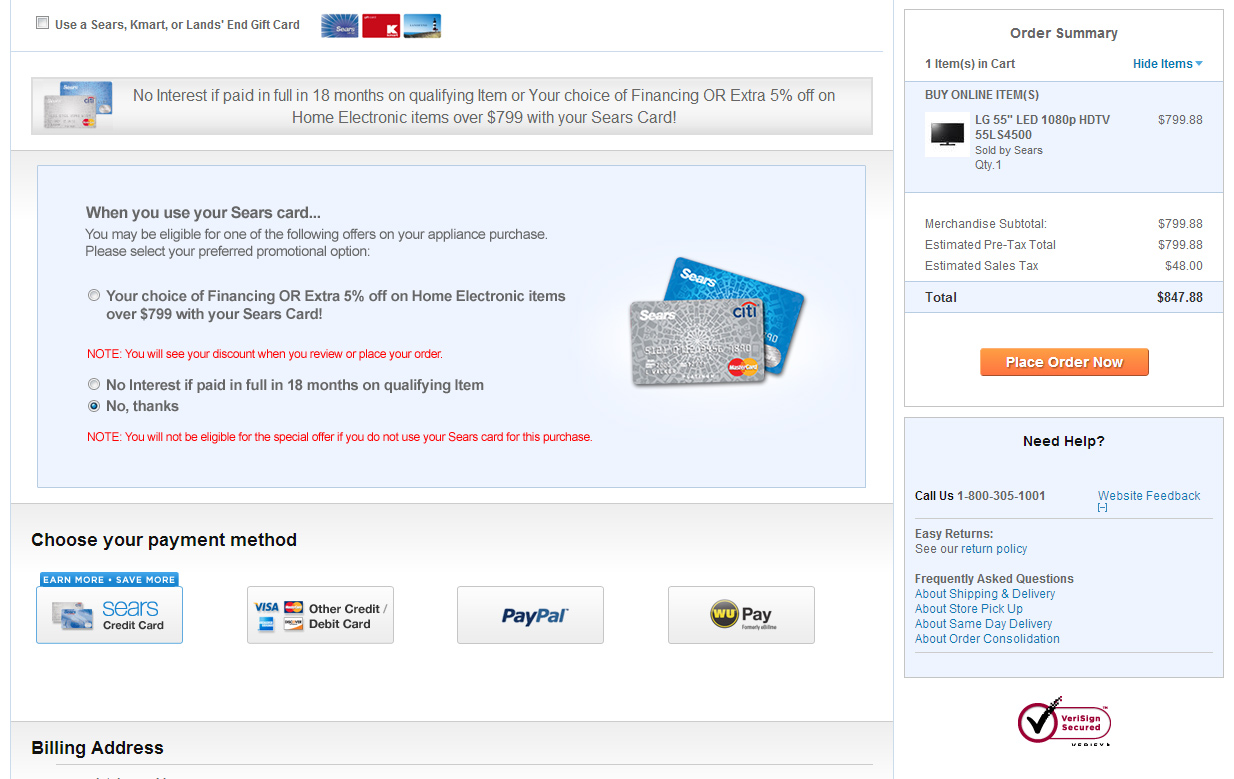 Use a Sears, Kmart, or Lands' End Gift Card
No Interest if paid in full in 18 months on qualifying Item or Your choice of Financing OR Extra 5% off on
Home Electronic items over $799 with your Sears Card!
When you use your Sears card...
You may be eligible for one of the following offers on your appliance purchase.
Please select your preferred promotional option:
Your choice of Financing OR Extra 5% off on Home Electronic items
over $799 with your Sears Card!
NOTE: You will see your discount when you review or place your order.
No Interest if paid in full in 18 months on qualifying Item
No, thanks
NOTE: You will not be eligible for the special offer if you do not use your Sears card for this purchase.
Sears
Sears citi
MasterCard
Choose your payment method
EARN MORE • SAVE MORE
sears
Credit Card
VISA MasterCard Other Credit /
DISCOVER Debit Card
PayPal
WU Pay
Formerly eBillme
Billing Address
Order Summary
1 Item(s) in Cart Hide Items
BUY ONLINE ITEM(S)
LG 55" LED 1080p HDTV $799.88
55LS4500
Sold by Sears
Qty.1
Merchandise Subtotal: $799.88
Estimated Pre-Tax Total $799.88
Estimated Sales Tax $48.00
Total $847.88
Place Order Now
Need Help?
Call Us 1-800-305-1001 Website Feedback
[-]
Easy Returns:
See our return policy
Frequently Asked Questions
About Shipping & Delivery
About Store Pick Up
About Same Day Delivery
About Order Consolidation
VeriSign
Secured